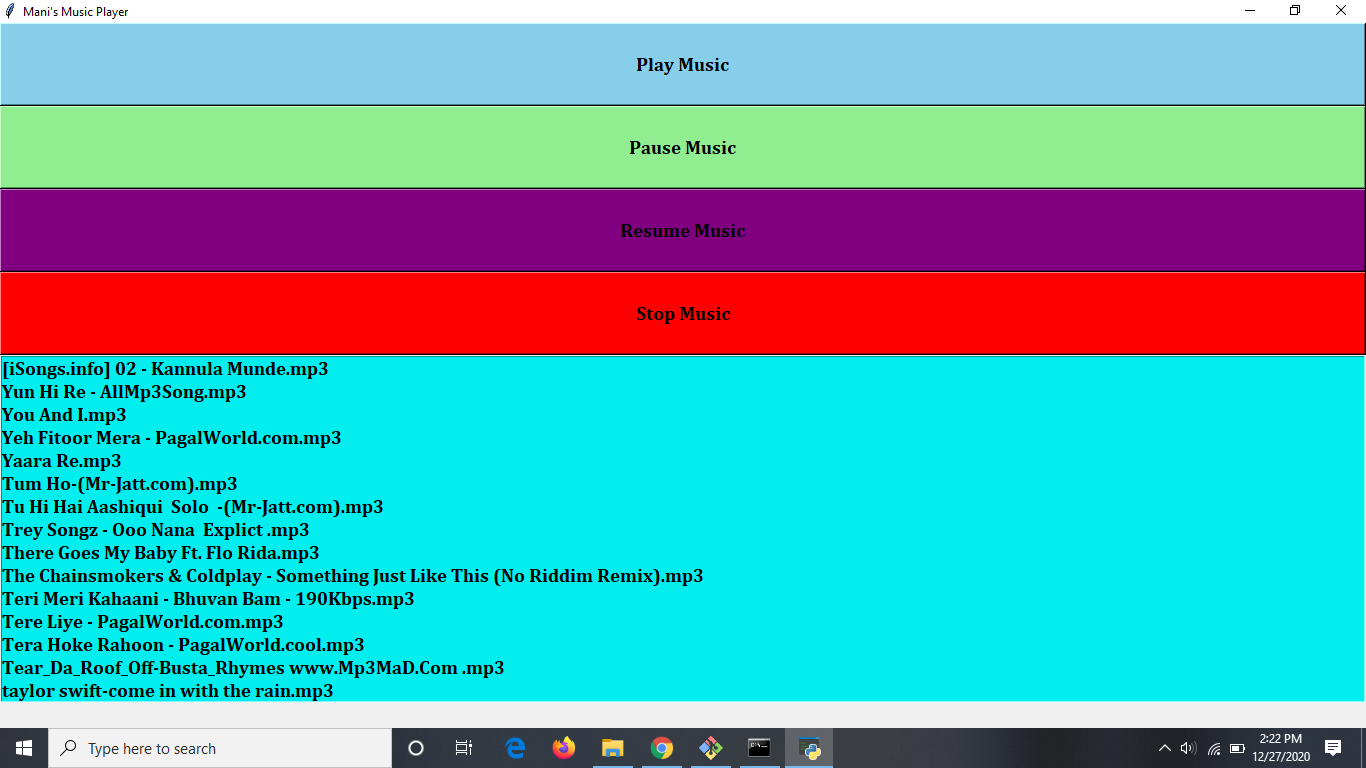 Mani's Music Player
Play Music
Pause Music
Resume Music
Stop Music
[iSongs.info] 02 - Kannula Munde.mp3
Yun Hi Re - AllMp3Song.mp3
You And I.mp3
Yeh Fitoor Mera - PagalWorld.com.mp3
Yaara Re.mp3
Tum Ho-(Mr-Jatt.com).mp3
Tu Hi Hai Aashiqui  Solo  -(Mr-Jatt.com).mp3
Trey Songz - Ooo Nana  Explict .mp3
There Goes My Baby Ft. Flo Rida.mp3
The Chainsmokers & Coldplay - Something Just Like This (No Riddim Remix).mp3
Teri Meri Kahaani - Bhuvan Bam - 190Kbps.mp3
Tere Liye - PagalWorld.com.mp3
Tera Hoke Rahoon - PagalWorld.cool.mp3
Tear_Da_Roof_Off-Busta_Rhymes www.Mp3MaD.Com .mp3
taylor swift-come in with the rain.mp3
Type here to search
2:22 PM
12/27/2020